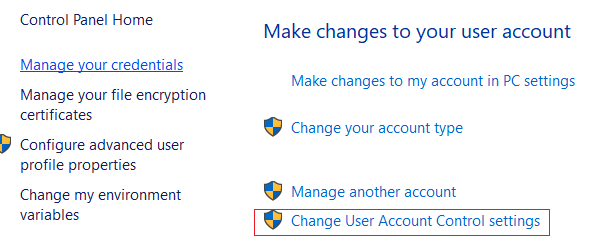 Control Panel Home
Manage your credentials
Manage your file encryption
certificates
Configure advanced user
profile properties
Change my environment
variables
Make changes to your user account
Make changes to my account in PC settings
Change your account type
Manage another account
Change User Account Control settings